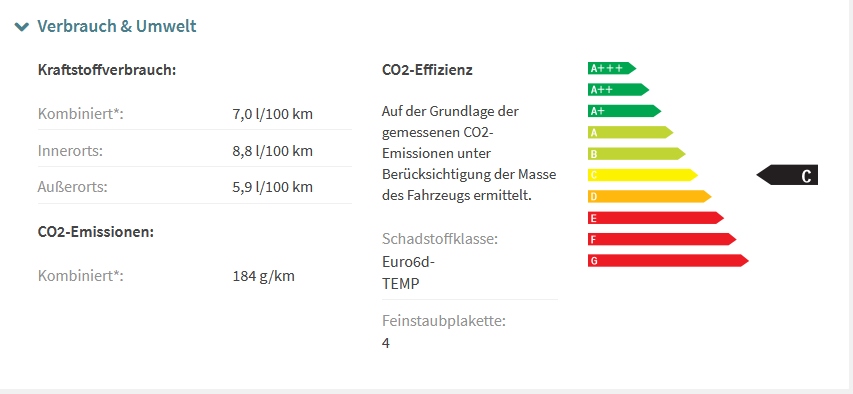 Verbrauch & Umwelt
Kraftstoffverbrauch:
Kombiniert*: 7,0 l/100 km
Innerorts: 8,8 l/100 km
Außerorts: 5,9 l/100 km
CO2-Emissionen:
Kombiniert*: 184 g/km
CO2-Effizienz
Auf der Grundlage der
gemessenen CO2-
Emissionen unter
Berücksichtigung der Masse
des Fahrzeugs ermittelt.
Schadstoffklasse:
Euro6d-
TEMP
Feinstaubplakette:
4
A+++
A++
A+
A
B
C
C
D
E
F
G